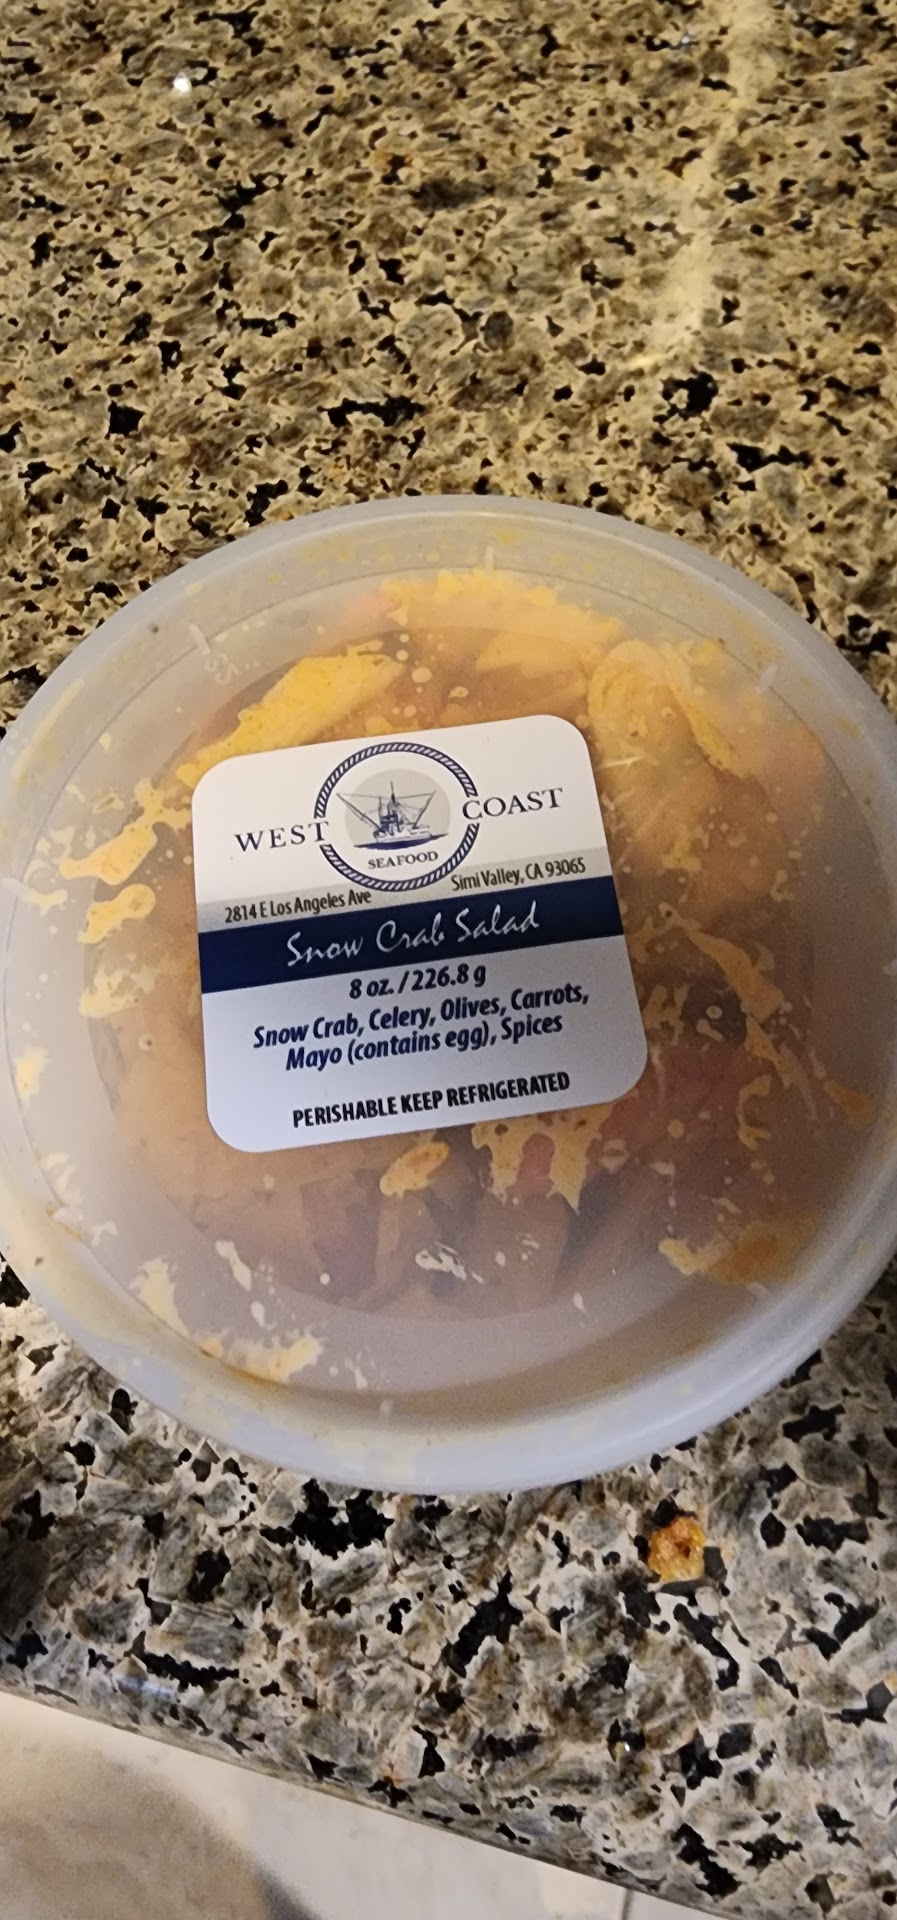 WEST COAST
SEAFOOD
2814 E Los Angeles Ave Simi Valley, CA 93065
Snow Crab Salad
8 oz. / 226.8 g
Snow Crab, Celery, Olives, Carrots,
Mayo (contains egg), Spices
PERISHABLE KEEP REFRIGERATED